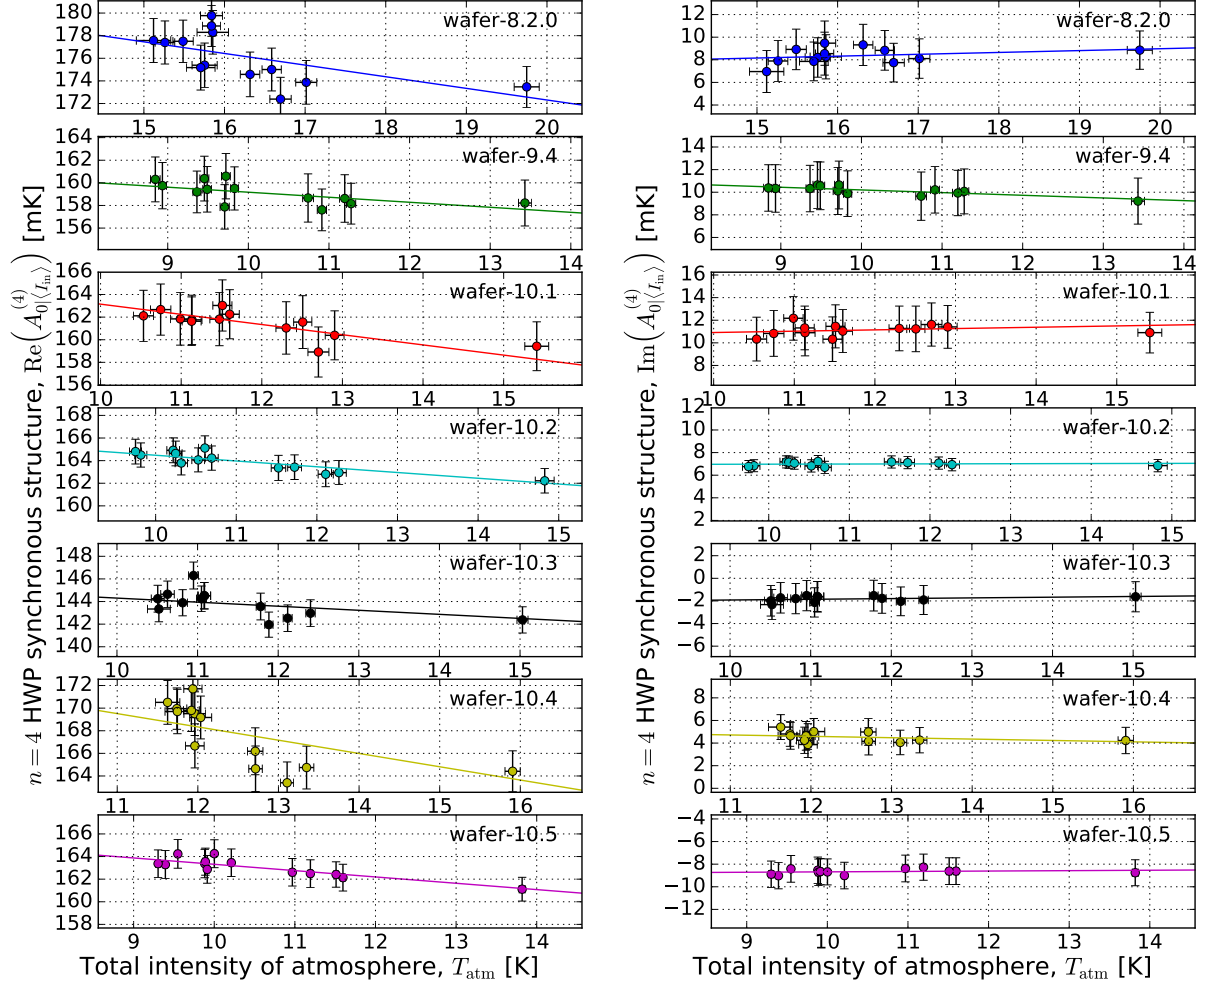 n = 4 HWP synchronous structure, Re(A_{0|⟨I_in⟩}^{(4)}) [mK]
180
178
176
174
172
wafer-8.2.0
15 16 17 18 19 20
164
162
160
158
156
wafer-9.4
9 10 11 12 13 14
166
164
162
160
158
156
wafer-10.1
10 11 12 13 14 15
168
166
164
162
160
wafer-10.2
10 11 12 13 14 15
148
146
144
142
140
wafer-10.3
10 11 12 13 14 15
172
170
168
166
164
wafer-10.4
11 12 13 14 15 16
166
164
162
160
158
wafer-10.5
9 10 11 12 13 14
Total intensity of atmosphere, T_atm [K]
n = 4 HWP synchronous structure, Im(A_{0|⟨I_in⟩}^{(4)}) [mK]
12
10
8
6
4
wafer-8.2.0
15 16 17 18 19 20
14
12
10
8
6
wafer-9.4
9 10 11 12 13 14
16
14
12
10
8
wafer-10.1
10 11 12 13 14 15
12
10
8
6
4
2
wafer-10.2
10 11 12 13 14 15
2
0
−2
−4
−6
wafer-10.3
10 11 12 13 14 15
8
6
4
2
0
wafer-10.4
11 12 13 14 15 16
−4
−6
−8
−10
−12
wafer-10.5
9 10 11 12 13 14
Total intensity of atmosphere, T_atm [K]